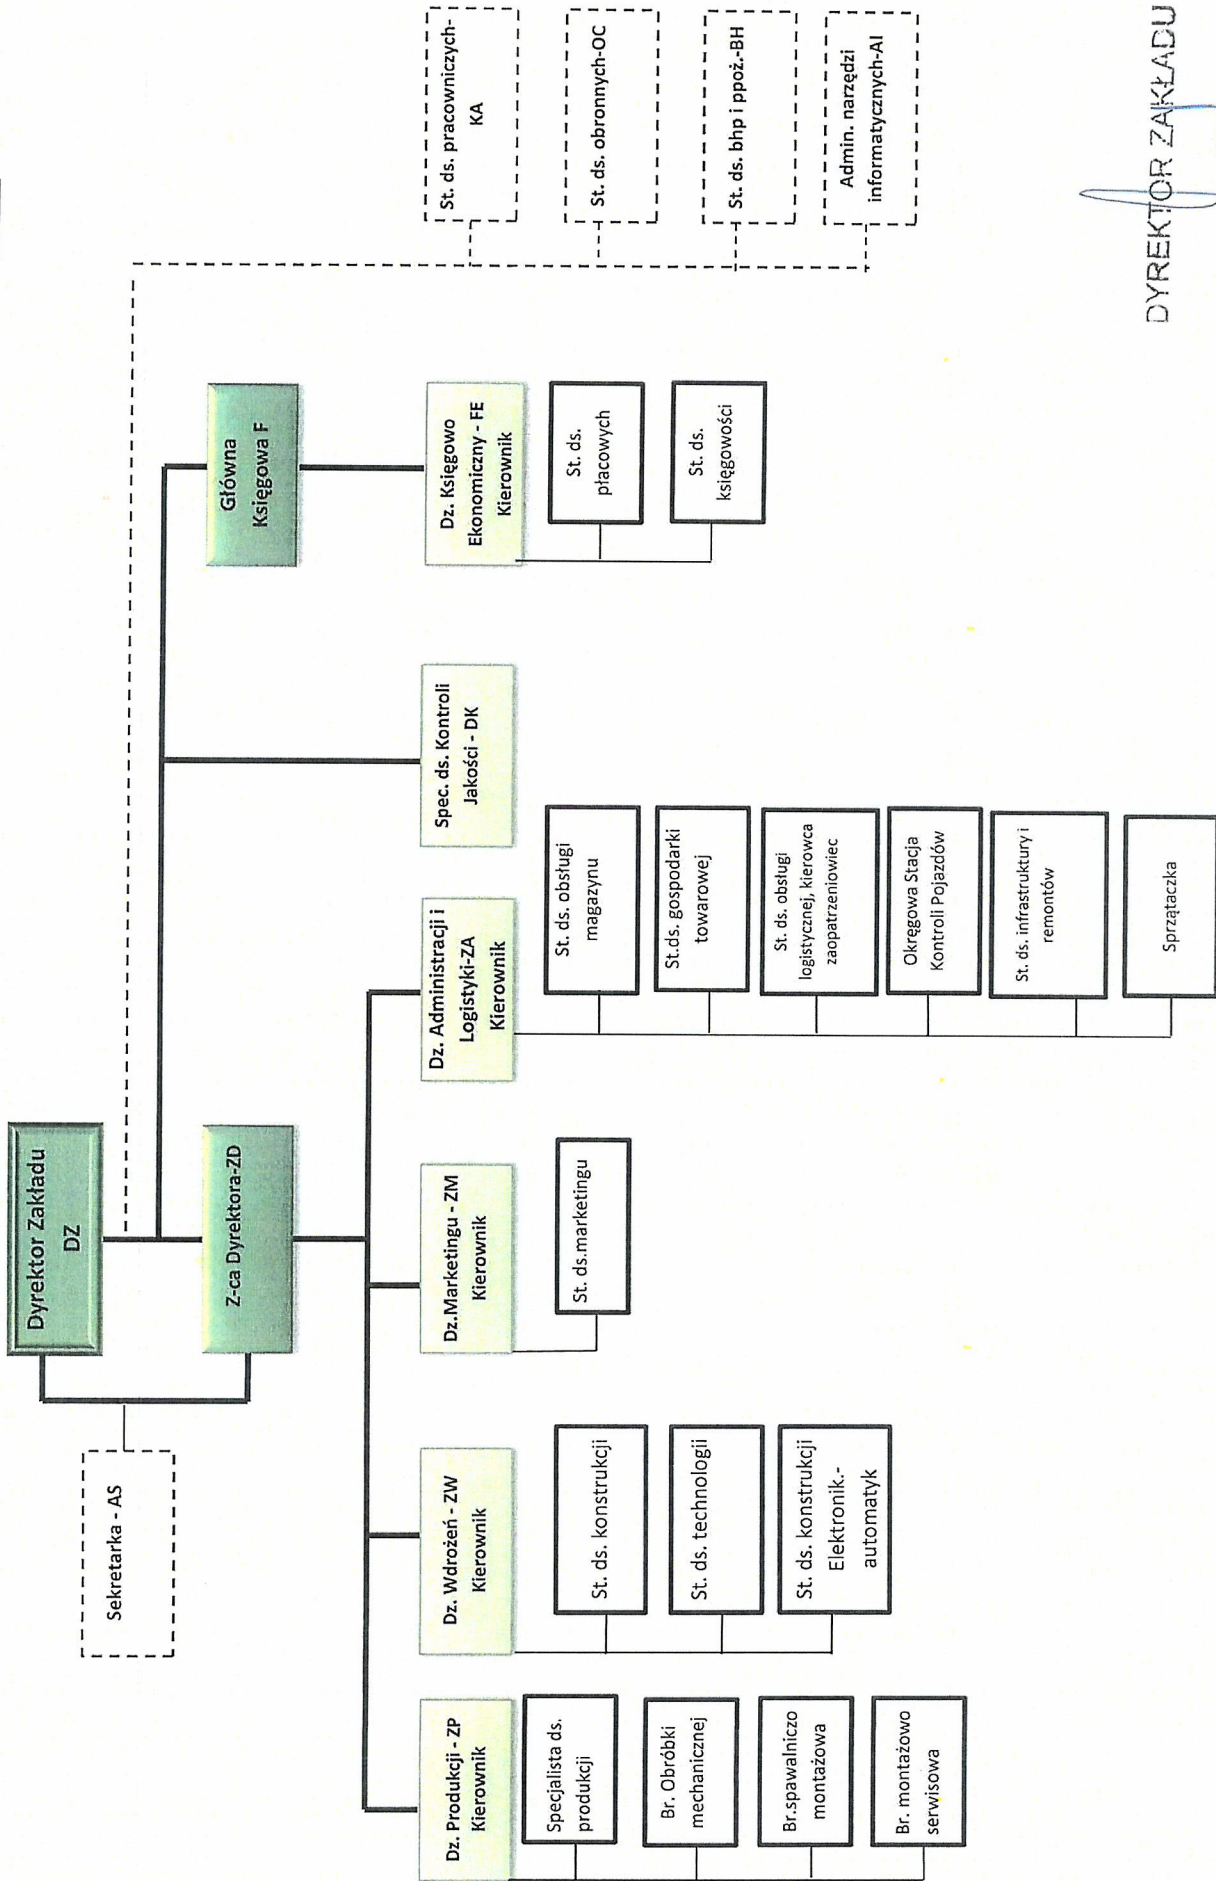 Dyrektor Zakładu
DZ
Sekretarka - AS
Z-ca Dyrektora-ZD
Główna
Księgowa F
St. ds. pracowniczych-
KA
St. ds. obronnych-OC
St. ds. bhp i ppoż.-BH
Admin. narzędzi
informatycznych-AI
Dz. Produkcji - ZP
Kierownik
Specjalista ds.
produkcji
Br. Obróbki
mechanicznej
Br.spawalniczo
montażowa
Br. montażowo
serwisowa
Dz. Wdrożeń - ZW
Kierownik
St. ds. konstrukcji
St. ds. technologii
St. ds. konstrukcji
Elektronik.-
automatyk
Dz.Marketingu - ZM
Kierownik
St. ds.marketingu
Dz. Administracji i
Logistyki-ZA
Kierownik
St. ds. obsługi
magazynu
St.ds. gospodarki
towarowej
St. ds. obsługi
logistycznej, kierowca
zaopatrzeniowiec
Okręgowa Stacja
Kontroli Pojazdów
St. ds. infrastruktury i
remontów
Sprzątaczka
Spec. ds. Kontroli
Jakości - DK
Dz. Księgowo
Ekonomiczny - FE
Kierownik
St. ds.
płacowych
St. ds.
księgowości
DYREKTOR ZAKŁADU